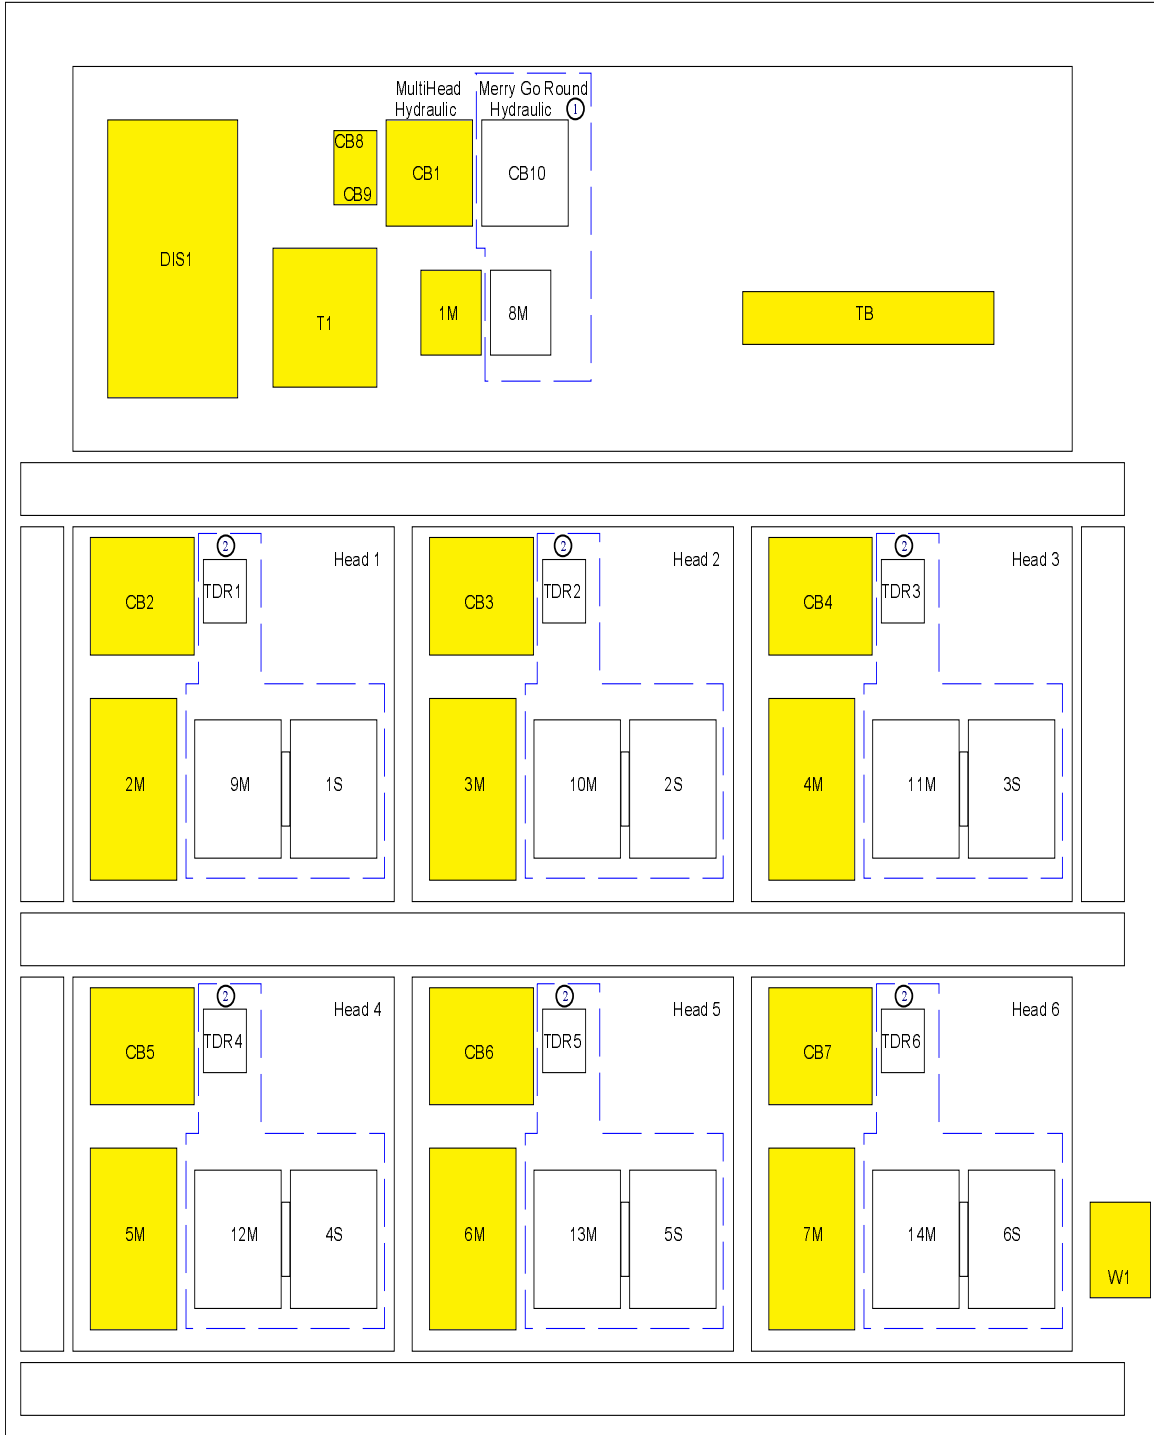 MultiHead
Hydraulic
Merry Go Round
Hydraulic
1
CB8
CB9
CB1
CB10
DIS1
T1
1M
8M
TB
2
Head 1
TDR1
CB2
2M
9M
1S
2
Head 2
TDR2
CB3
3M
10M
2S
2
Head 3
TDR3
CB4
4M
11M
3S
2
Head 4
TDR4
CB5
5M
12M
4S
2
Head 5
TDR5
CB6
6M
13M
5S
2
Head 6
TDR6
CB7
7M
14M
6S
W1